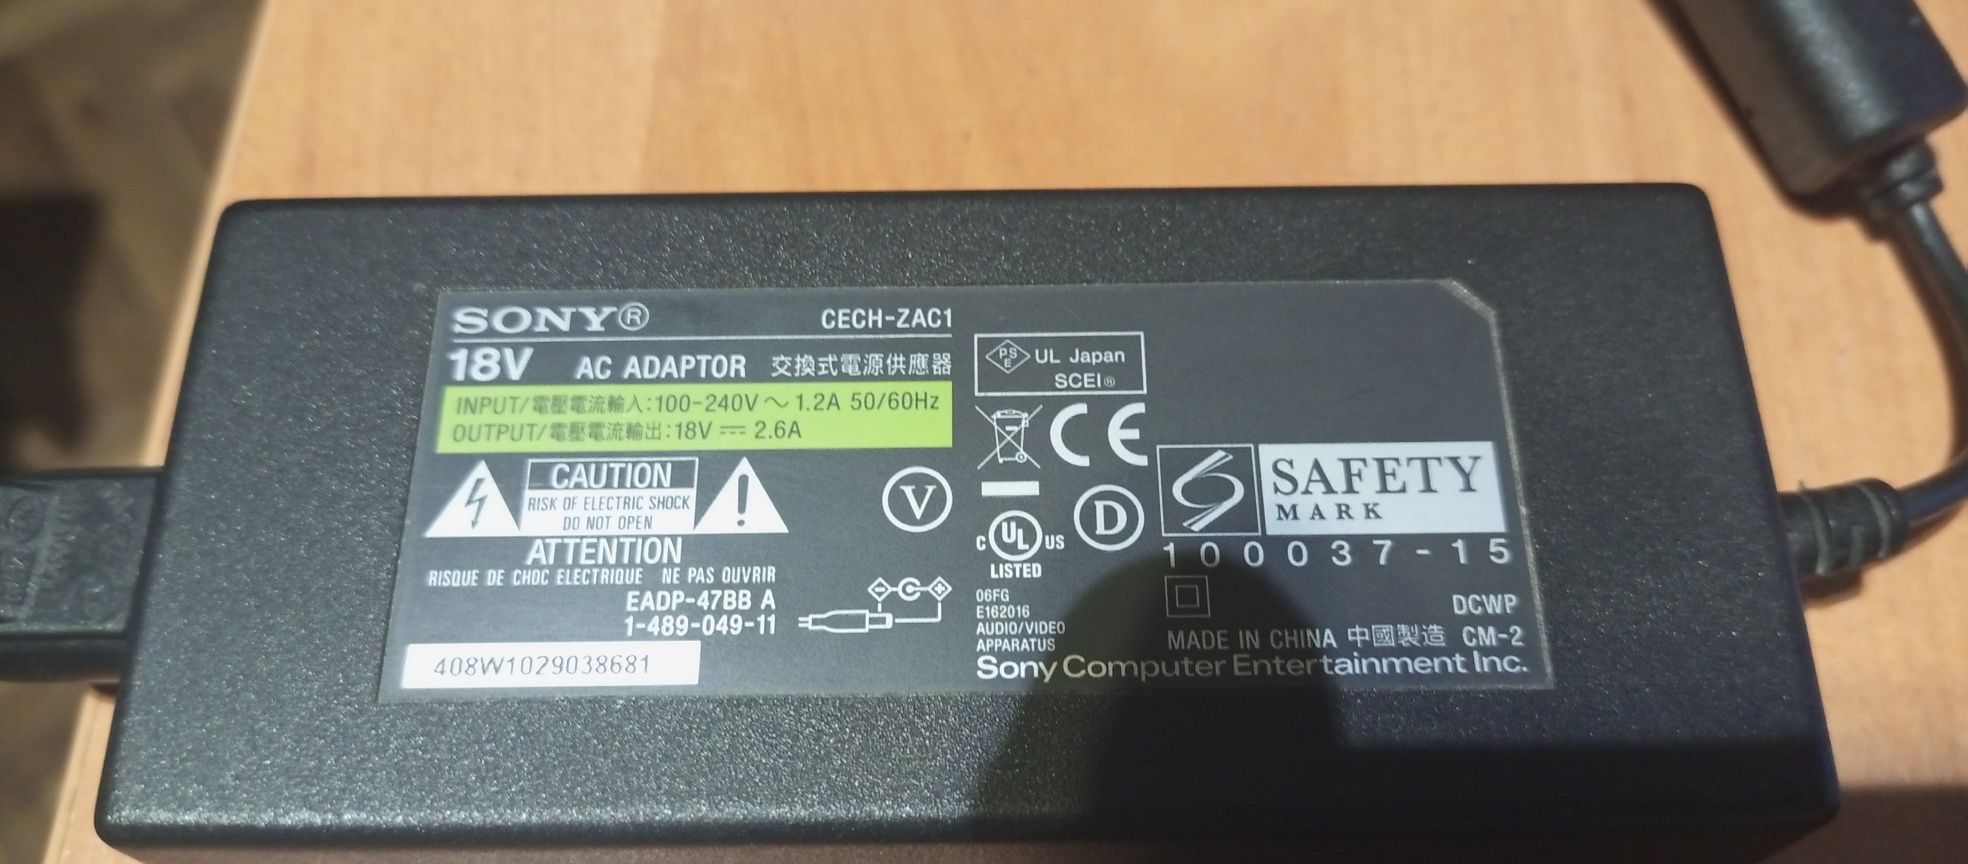 SONY® CECH-ZAC1
18V AC ADAPTOR 交換式電源供應器
INPUT/電壓電流輸入:100-240V～1.2A 50/60Hz
OUTPUT/電壓電流輸出:18V⎓2.6A
CAUTION
RISK OF ELECTRIC SHOCK
DO NOT OPEN
ATTENTION
RISQUE DE CHOC ELECTRIQUE NE PAS OUVRIR
EADP-47BB A
1-489-049-11
408W1029038681
V
PS
E
UL Japan
SCEI®
CE
C UL US
LISTED
D
06FG
E162016
AUDIO/VIDEO
APPARATUS
SAFETY
MARK
100037-15
DCWP
MADE IN CHINA 中國製造 CM-2
Sony Computer Entertainment Inc.